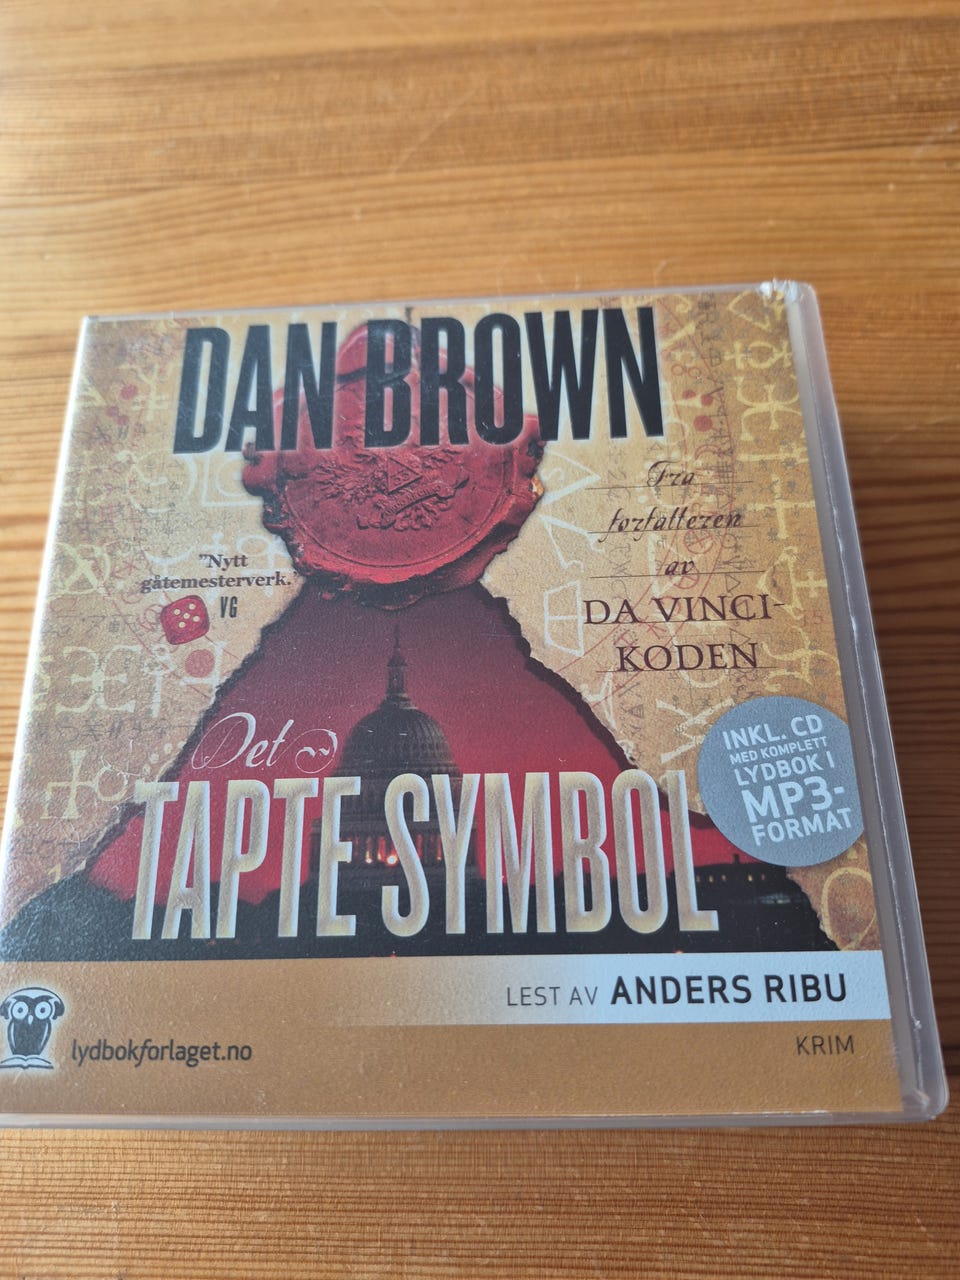 DAN BROWN
Fra
forfatteren
av
DA VINCI-
KODEN
"Nytt
gåtemesterverk."
VG
Det
TAPTE SYMBOL
INKL. CD
MED KOMPLETT
LYDBOK I
MP3-
FORMAT
LEST AV ANDERS RIBU
lydbokforlaget.no
KRIM